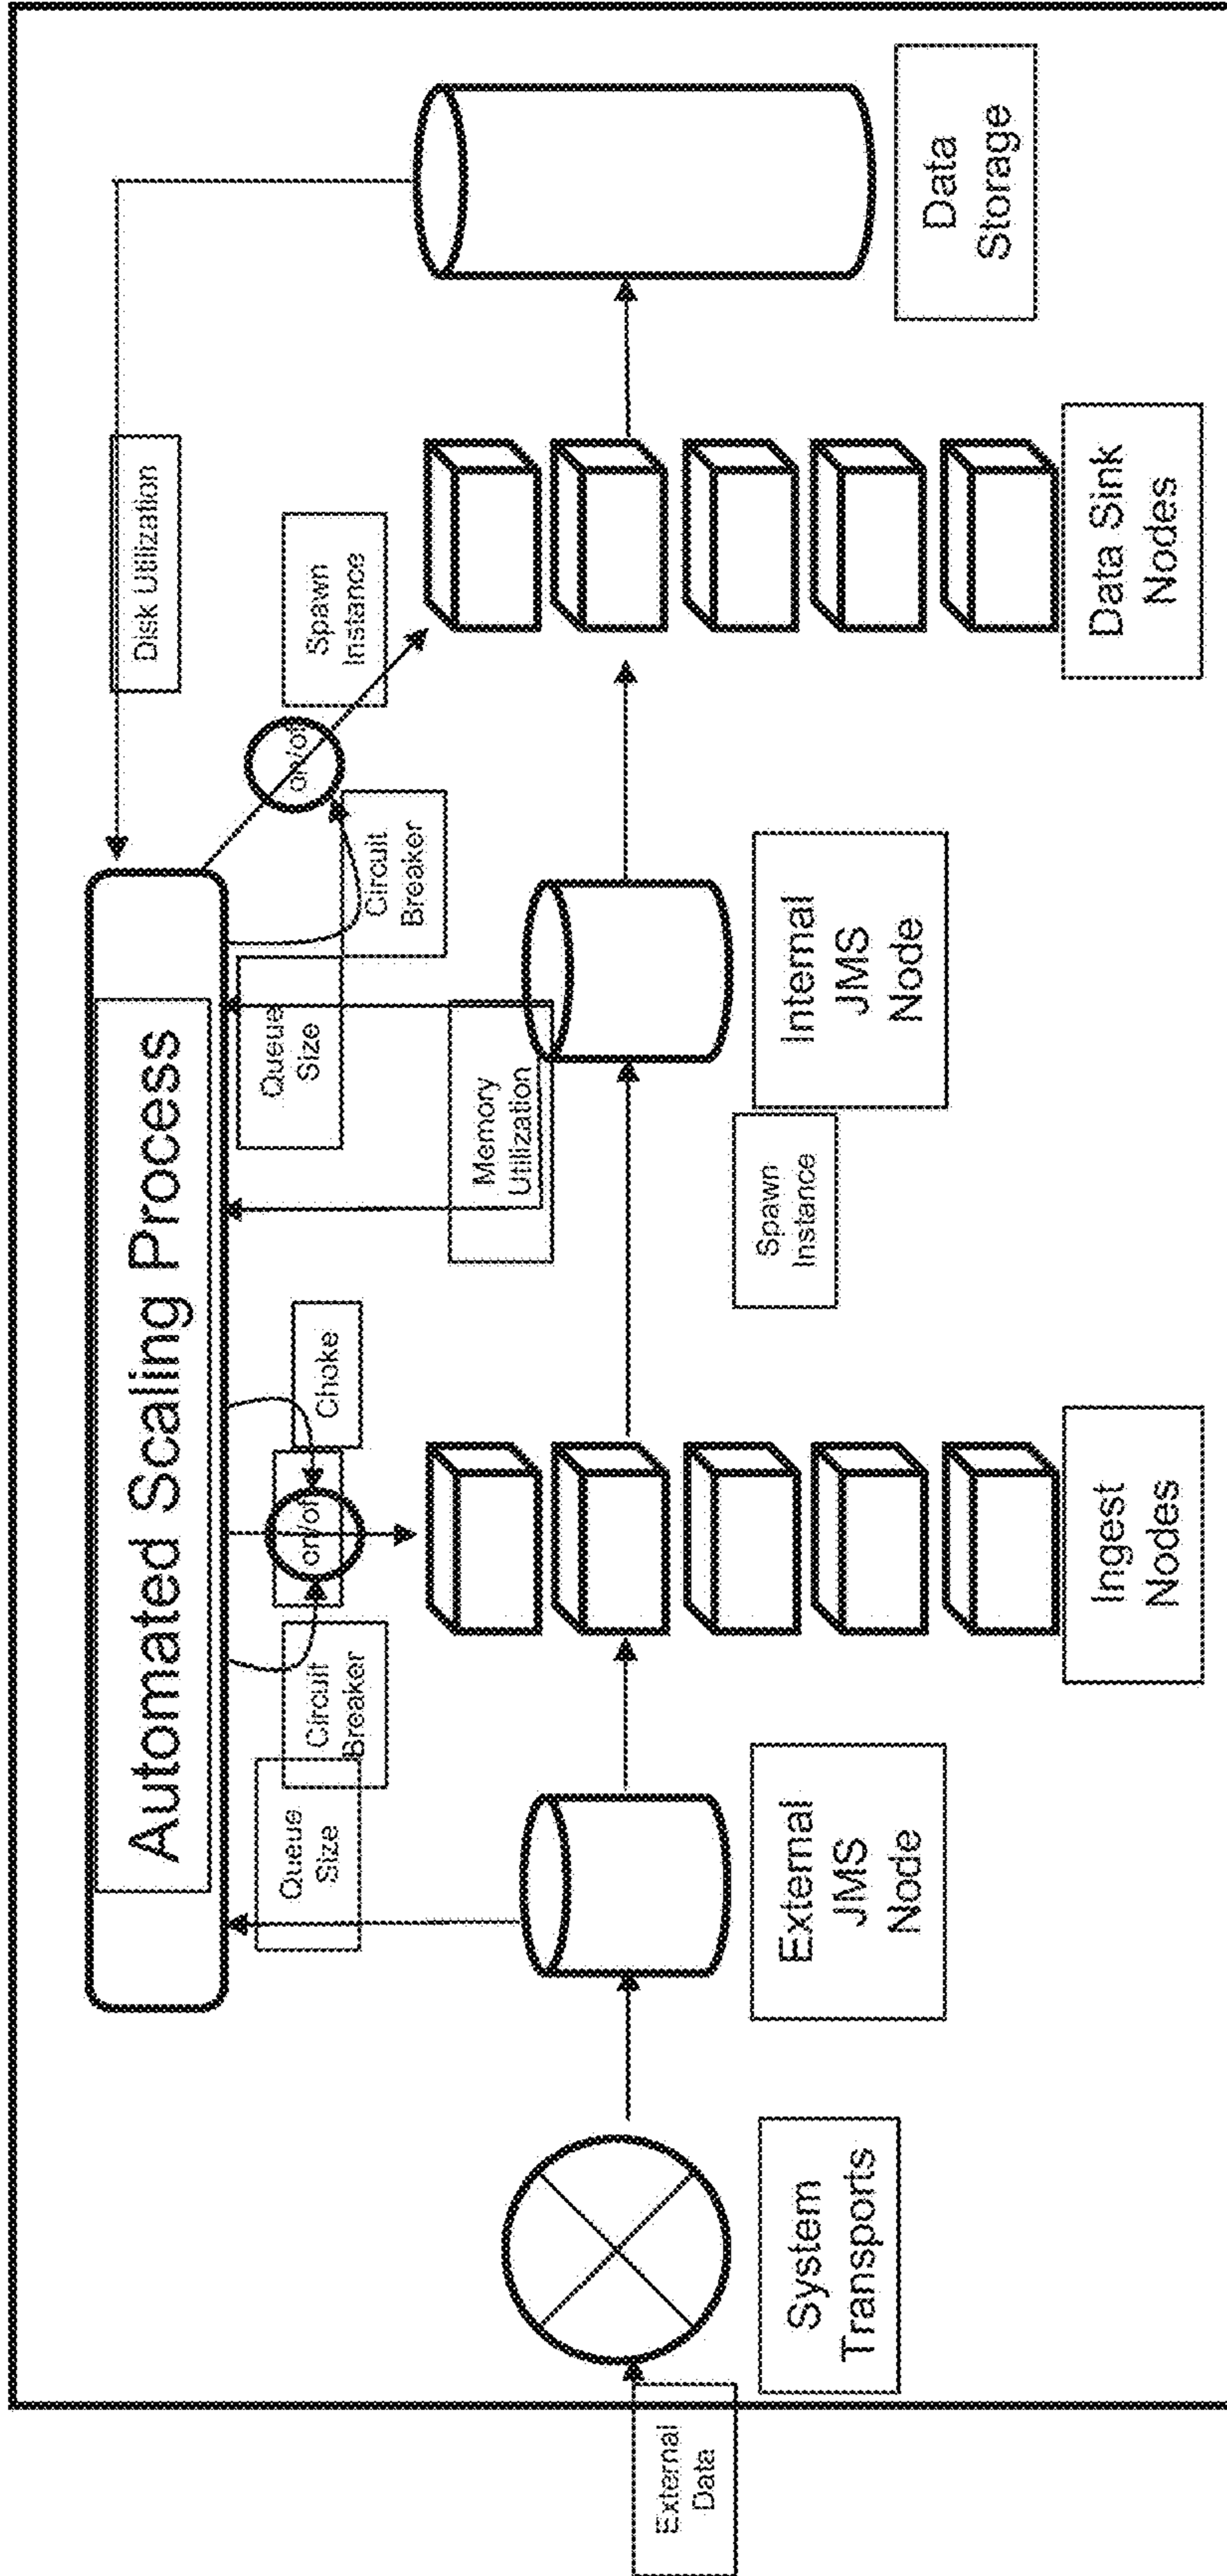 Automated Scaling Process
Disk Utilization
Queue
Size
Circuit
Breaker
on/of
Choke
Queue
Size
Circuit
Breaker
on/of
Spawn
Instance
Memory
Utilization
External
Data
System
Transports
External
JMS
Node
Ingest
Nodes
Spawn
Instance
Internal
JMS
Node
Data Sink
Nodes
Data
Storage